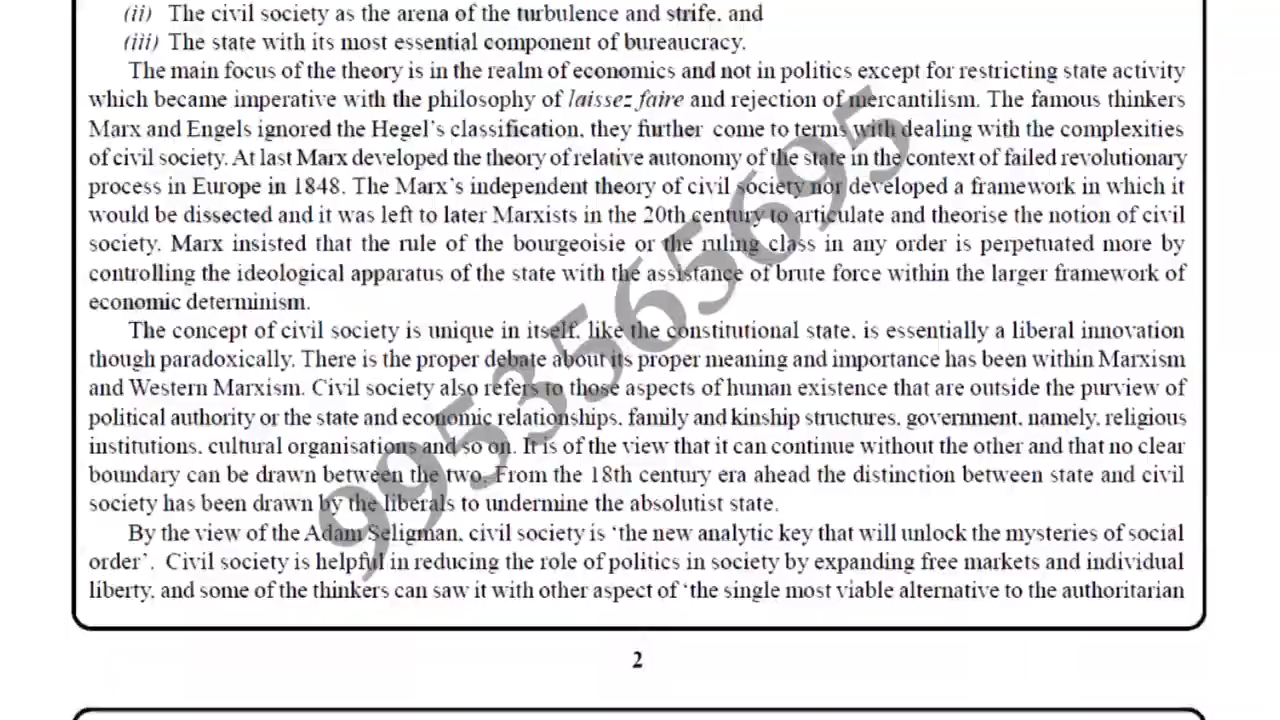 (ii) The civil society as the arena of the turbulence and strife, and
(iii) The state with its most essential component of bureaucracy.
The main focus of the theory is in the realm of economics and not in politics except for restricting state activity
which became imperative with the philosophy of laissez faire and rejection of mercantilism. The famous thinkers
Marx and Engels ignored the Hegel's classification, they further come to terms with dealing with the complexities
of civil society. At last Marx developed the theory of relative autonomy of the state in the context of failed revolutionary
process in Europe in 1848. The Marx's independent theory of civil society nor developed a framework in which it
would be dissected and it was left to later Marxists in the 20th century to articulate and theorise the notion of civil
society. Marx insisted that the rule of the bourgeoisie or the ruling class in any order is perpetuated more by
controlling the ideological apparatus of the state with the assistance of brute force within the larger framework of
economic determinism.
The concept of civil society is unique in itself, like the constitutional state, is essentially a liberal innovation
though paradoxically. There is the proper debate about its proper meaning and importance has been within Marxism
and Western Marxism. Civil society also refers to those aspects of human existence that are outside the purview of
political authority or the state and economic relationships, family and kinship structures, government, namely, religious
institutions, cultural organisations and so on. It is of the view that it can continue without the other and that no clear
boundary can be drawn between the two. From the 18th century era ahead the distinction between state and civil
society has been drawn by the liberals to undermine the absolutist state.
By the view of the Adam Seligman, civil society is 'the new analytic key that will unlock the mysteries of social
order'. Civil society is helpful in reducing the role of politics in society by expanding free markets and individual
liberty, and some of the thinkers can saw it with other aspect of 'the single most viable alternative to the authoritarian
2
9953565695